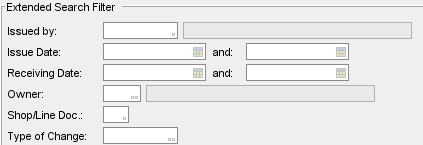 Extended Search Filter
Issued by:
Issue Date: and:
Receiving Date: and:
Owner:
Shop/Line Doc.:
Type of Change: